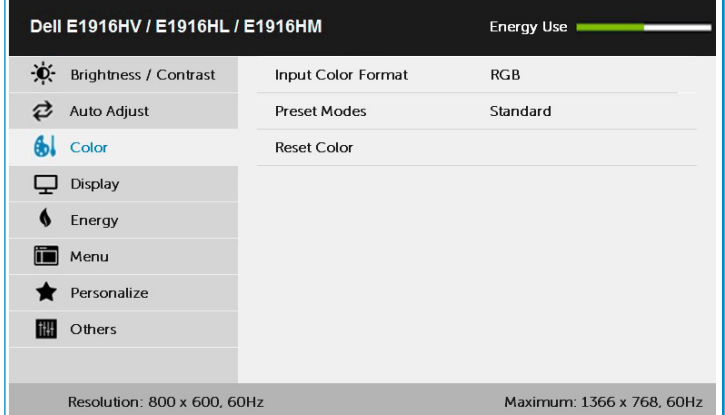 Dell E1916HV / E1916HL / E1916HM Energy Use
Brightness / Contrast Input Color Format RGB
Auto Adjust Preset Modes Standard
Color Reset Color
Display
Energy
Menu
Personalize
Others
Resolution: 800 x 600, 60Hz Maximum: 1366 x 768, 60Hz